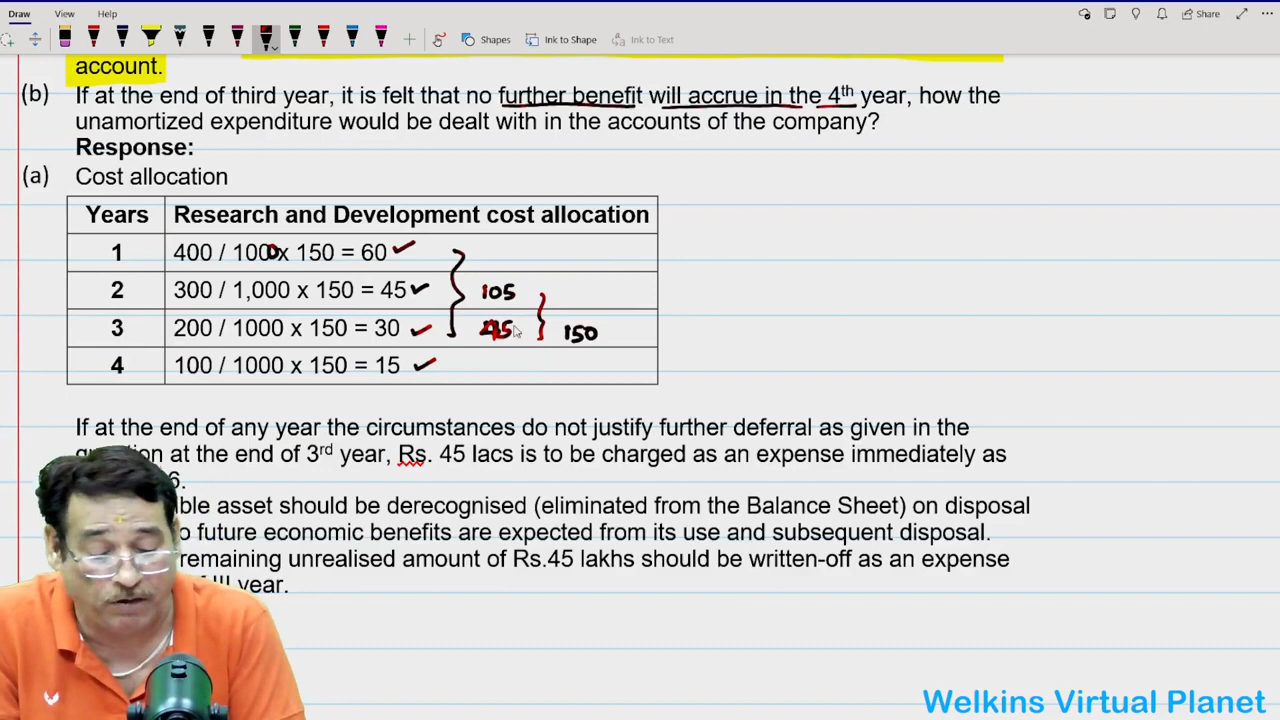 Draw View Help
Shapes Ink to Shape Ink to Text Share
account.
(b) If at the end of third year, it is felt that no further benefit will accrue in the 4th year, how the
unamortized expenditure would be dealt with in the accounts of the company?
Response:
(a) Cost allocation
Years Research and Development cost allocation
1 400 / 1000 x 150 = 60
2 300 / 1,000 x 150 = 45 105
3 200 / 1000 x 150 = 30 45 150
4 100 / 1000 x 150 = 15
If at the end of any year the circumstances do not justify further deferral as given in the
at the end of 3rd year, Rs. 45 lacs is to be charged as an expense immediately as
6.
ble asset should be derecognised (eliminated from the Balance Sheet) on disposal
o future economic benefits are expected from its use and subsequent disposal.
remaining unrealised amount of Rs.45 lakhs should be written-off as an expense
III year.
Welkins Virtual Planet